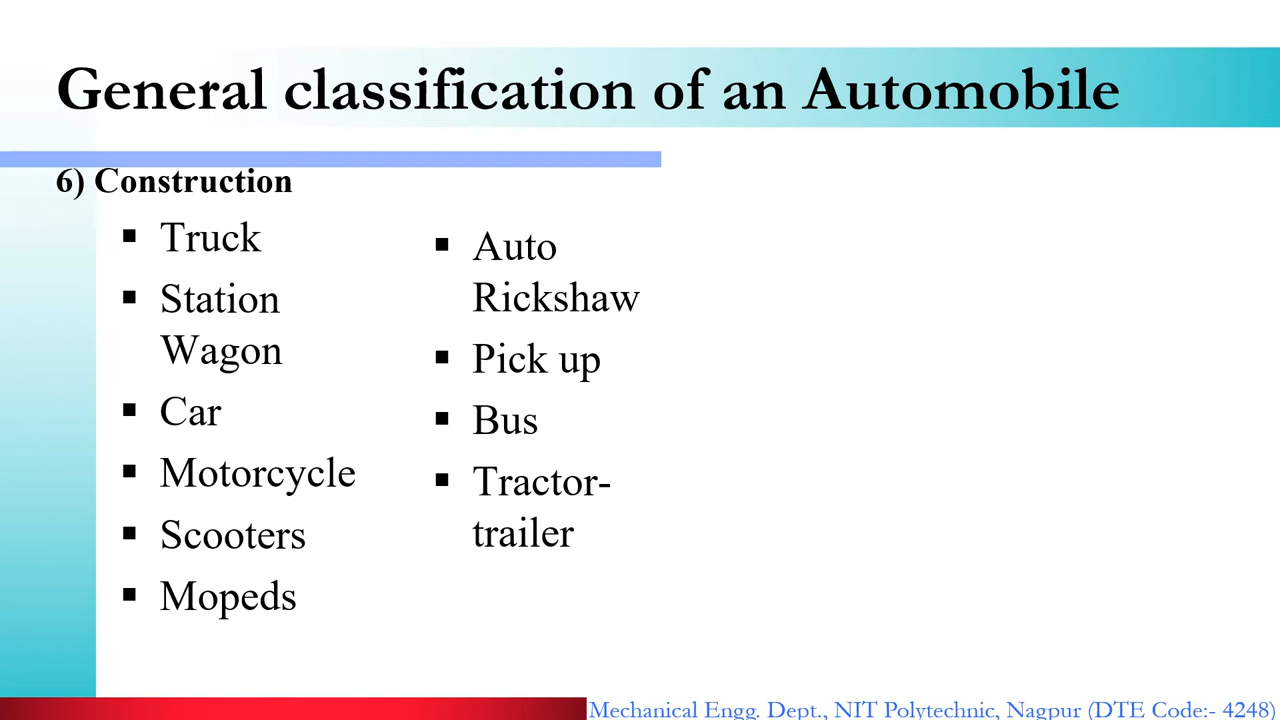 General classification of an Automobile
6) Construction
▪ Truck
▪ Station
Wagon
▪ Car
▪ Motorcycle
▪ Scooters
▪ Mopeds
▪ Auto
Rickshaw
▪ Pick up
▪ Bus
▪ Tractor-
trailer
Mechanical Engg. Dept., NIT Polytechnic, Nagpur (DTE Code:- 4248)